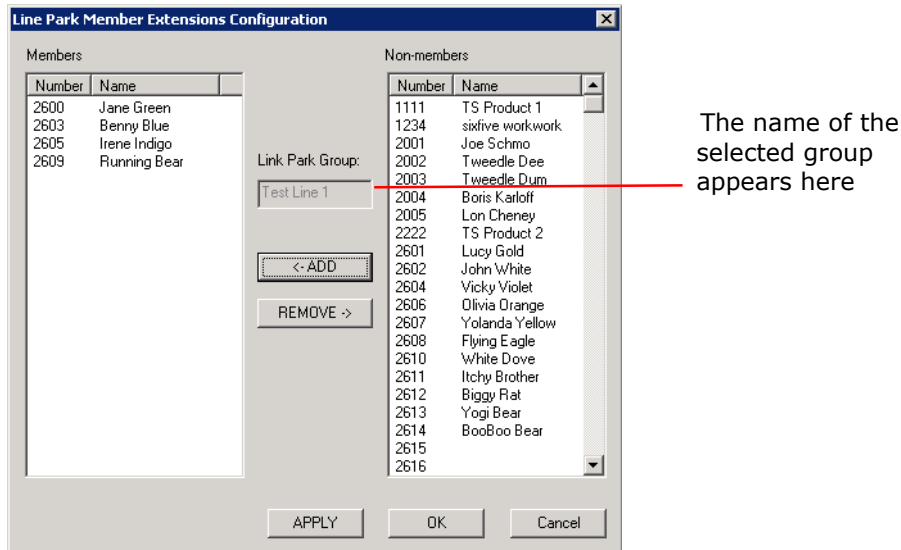 Line Park Member Extensions Configuration
Members
Number Name
2600 Jane Green
2603 Benny Blue
2605 Irene Indigo
2609 Running Bear
Link Park Group:
Test Line 1
<- ADD
REMOVE ->
Non-members
Number Name
1111 TS Product 1
1234 sixfive workwork
2001 Joe Schmo
2002 Tweedle Dee
2003 Tweedle Dum
2004 Boris Karloff
2005 Lon Cheney
2222 TS Product 2
2601 Lucy Gold
2602 John White
2604 Vicky Violet
2606 Olivia Orange
2607 Yolanda Yellow
2608 Flying Eagle
2610 White Dove
2611 Itchy Brother
2612 Biggy Rat
2613 Yogi Bear
2614 BooBoo Bear
2615
2616
APPLY OK Cancel
The name of the
selected group
appears here